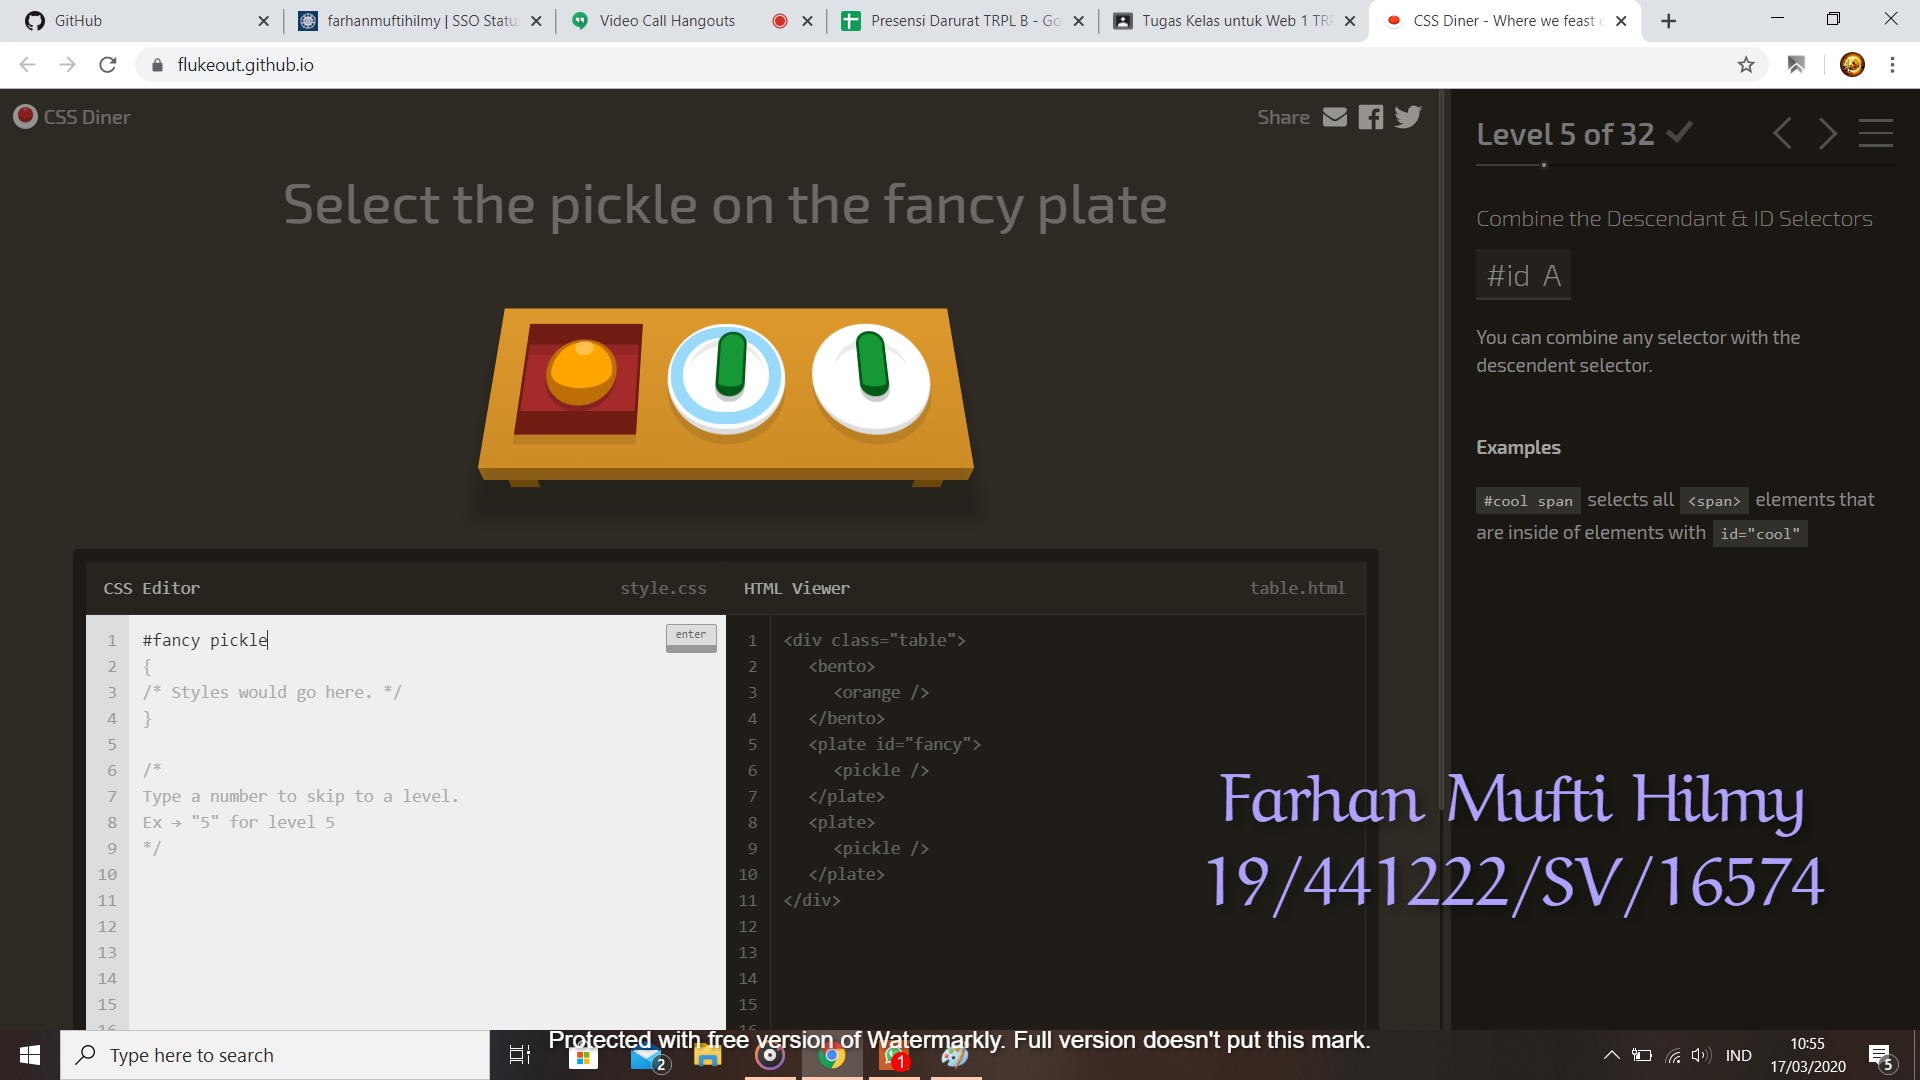 GitHub
farhanmuftihilmy | SSO Statu
Video Call Hangouts
Presensi Darurat TRPL B - Go
Tugas Kelas untuk Web 1 TRP
CSS Diner - Where we feast o
flukeout.github.io
CSS Diner
Share
Level 5 of 32
Select the pickle on the fancy plate
Combine the Descendant & ID Selectors
#id A
You can combine any selector with the
descendent selector.
Examples
#cool span selects all <span> elements that
are inside of elements with id="cool"
CSS Editor
style.css
HTML Viewer
table.html
enter
1 #fancy pickle
2 {
3 /* Styles would go here. */
4 }
5
6 /*
7 Type a number to skip to a level.
8 Ex → "5" for level 5
9 */
10
11
12
13
14
15
16
1 <div class="table">
2 <bento>
3 <orange />
4 </bento>
5 <plate id="fancy">
6 <pickle />
7 </plate>
8 <plate>
9 <pickle />
10 </plate>
11 </div>
12
13
14
15
16
Farhan Mufti Hilmy
19/441222/SV/16574
Protected with free version of Watermarkly. Full version doesn't put this mark.
Type here to search
2
1
IND
10:55
17/03/2020
5